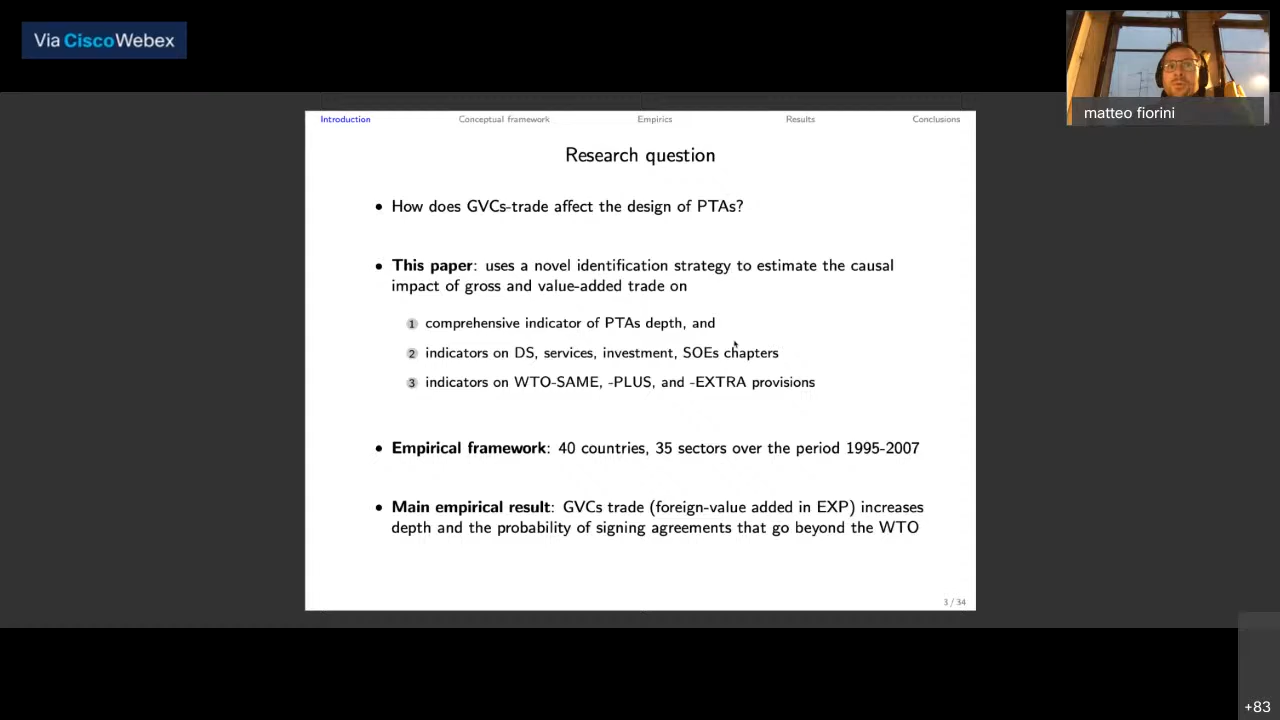 Via CiscoWebex
matteo fiorini
Introduction Conceptual framework Empirics Results Conclusions
Research question
• How does GVCs-trade affect the design of PTAs?
• This paper: uses a novel identification strategy to estimate the causal
impact of gross and value-added trade on
1 comprehensive indicator of PTAs depth, and
2 indicators on DS, services, investment, SOEs chapters
3 indicators on WTO-SAME, -PLUS, and -EXTRA provisions
• Empirical framework: 40 countries, 35 sectors over the period 1995-2007
• Main empirical result: GVCs trade (foreign-value added in EXP) increases
depth and the probability of signing agreements that go beyond the WTO
3 / 34
+83